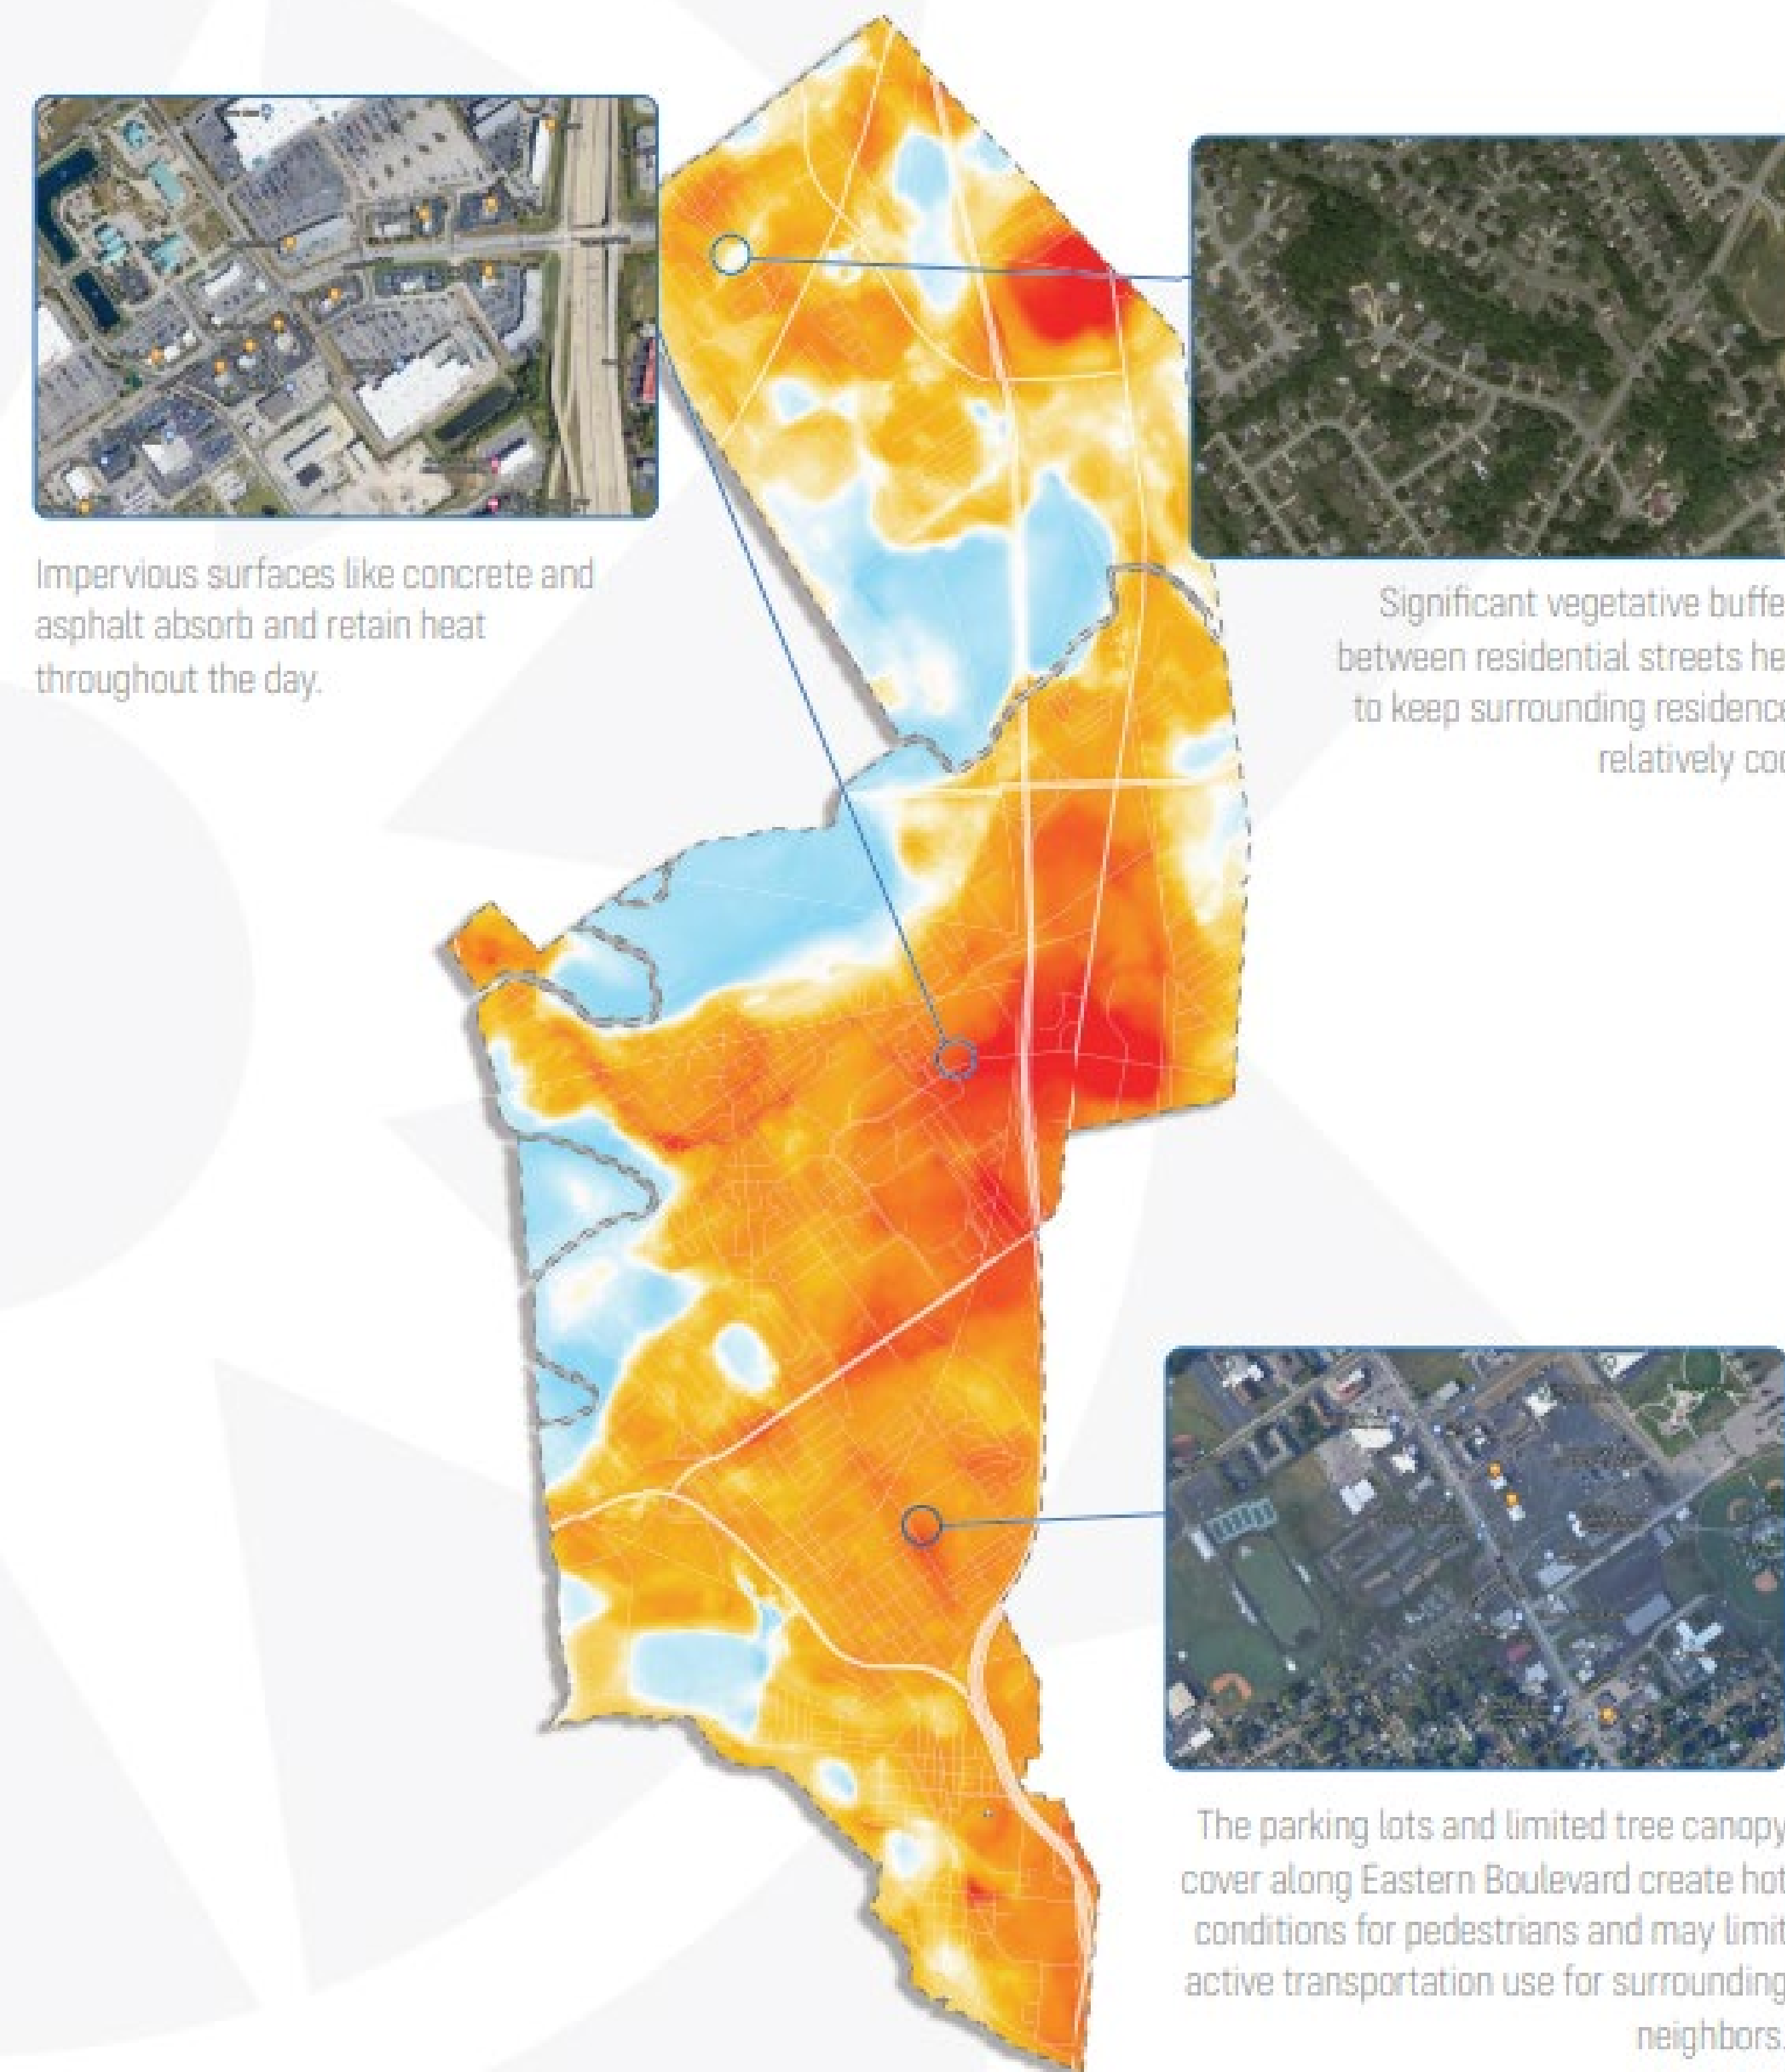 Impervious surfaces like concrete and
asphalt absorb and retain heat
throughout the day.
Significant vegetative buffe
between residential streets he
to keep surrounding residence
relatively coo
The parking lots and limited tree canopy
cover along Eastern Boulevard create hot
conditions for pedestrians and may limit
active transportation use for surrounding
neighbors.